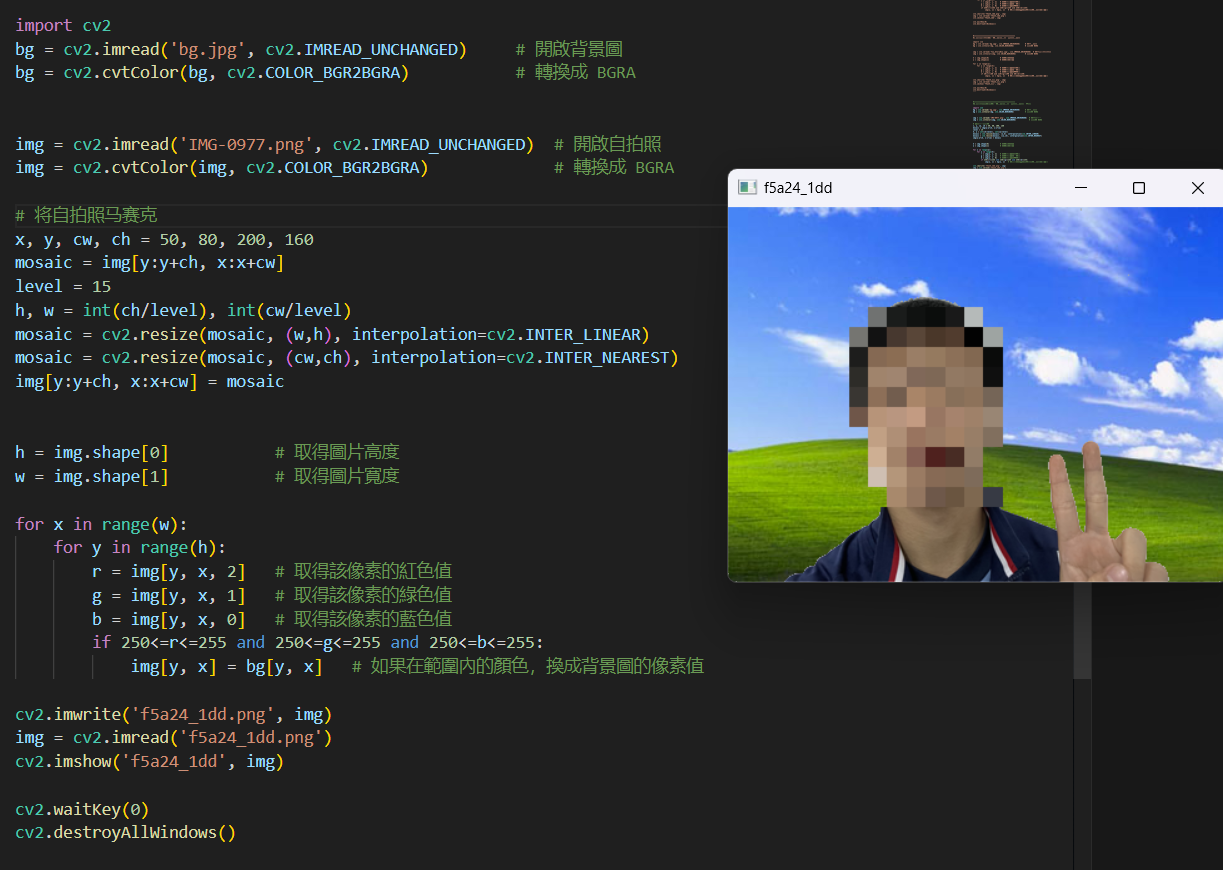 import cv2
bg = cv2.imread('bg.jpg', cv2.IMREAD_UNCHANGED)     # 開啟背景圖
bg = cv2.cvtColor(bg, cv2.COLOR_BGR2BGRA)           # 轉換成 BGRA
img = cv2.imread('IMG-0977.png', cv2.IMREAD_UNCHANGED)  # 開啟自拍照
img = cv2.cvtColor(img, cv2.COLOR_BGR2BGRA)             # 轉換成 BGRA
f5a24_1dd
# 将自拍照马赛克
x, y, cw, ch = 50, 80, 200, 160
mosaic = img[y:y+ch, x:x+cw]
level = 15
h, w = int(ch/level), int(cw/level)
mosaic = cv2.resize(mosaic, (w,h), interpolation=cv2.INTER_LINEAR)
mosaic = cv2.resize(mosaic, (cw,ch), interpolation=cv2.INTER_NEAREST)
img[y:y+ch, x:x+cw] = mosaic
h = img.shape[0]           # 取得圖片高度
w = img.shape[1]           # 取得圖片寬度
for x in range(w):
    for y in range(h):
        r = img[y, x, 2]   # 取得該像素的紅色值
        g = img[y, x, 1]   # 取得該像素的綠色值
        b = img[y, x, 0]   # 取得該像素的藍色值
        if 250<=r<=255 and 250<=g<=255 and 250<=b<=255:
            img[y, x] = bg[y, x]   # 如果在範圍內的顏色，換成背景圖的像素值
cv2.imwrite('f5a24_1dd.png', img)
img = cv2.imread('f5a24_1dd.png')
cv2.imshow('f5a24_1dd', img)
cv2.waitKey(0)
cv2.destroyAllWindows()